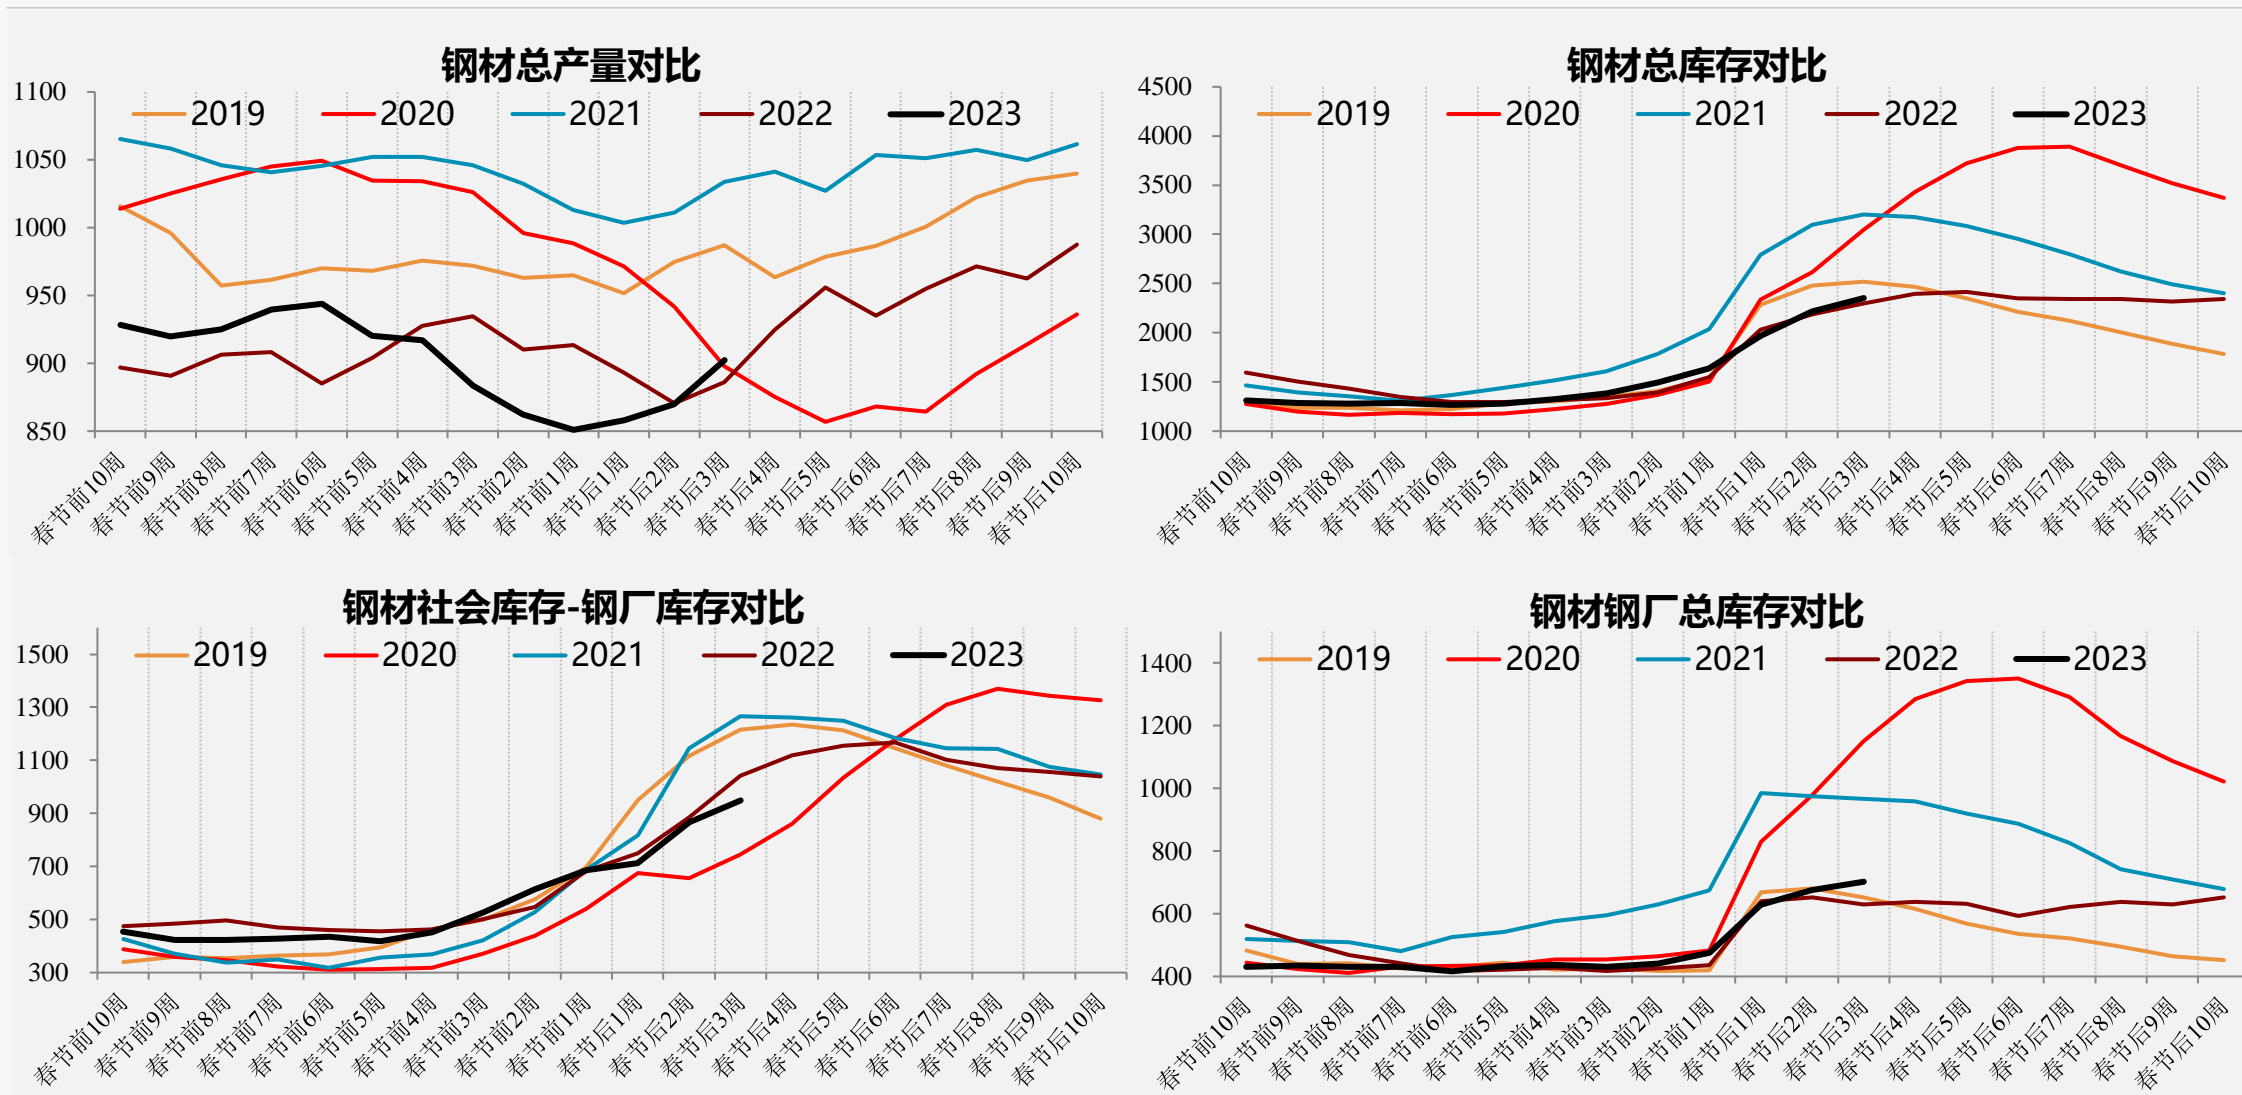 钢材总产量对比
2019 2020 2021 2022 2023
1100
1050
1000
950
900
850
春节前10周 春节前9周 春节前8周 春节前7周 春节前6周 春节前5周 春节前4周 春节前3周 春节前2周 春节前1周 春节后1周 春节后2周 春节后3周 春节后4周 春节后5周 春节后6周 春节后7周 春节后8周 春节后9周 春节后10周
钢材总库存对比
2019 2020 2021 2022 2023
4500
4000
3500
3000
2500
2000
1500
1000
春节前10周 春节前9周 春节前8周 春节前7周 春节前6周 春节前5周 春节前4周 春节前3周 春节前2周 春节前1周 春节后1周 春节后2周 春节后3周 春节后4周 春节后5周 春节后6周 春节后7周 春节后8周 春节后9周 春节后10周
钢材社会库存-钢厂库存对比
2019 2020 2021 2022 2023
1500
1300
1100
900
700
500
300
春节前10周 春节前9周 春节前8周 春节前7周 春节前6周 春节前5周 春节前4周 春节前3周 春节前2周 春节前1周 春节后1周 春节后2周 春节后3周 春节后4周 春节后5周 春节后6周 春节后7周 春节后8周 春节后9周 春节后10周
钢材钢厂总库存对比
2019 2020 2021 2022 2023
1400
1200
1000
800
600
400
春节前10周 春节前9周 春节前8周 春节前7周 春节前6周 春节前5周 春节前4周 春节前3周 春节前2周 春节前1周 春节后1周 春节后2周 春节后3周 春节后4周 春节后5周 春节后6周 春节后7周 春节后8周 春节后9周 春节后10周